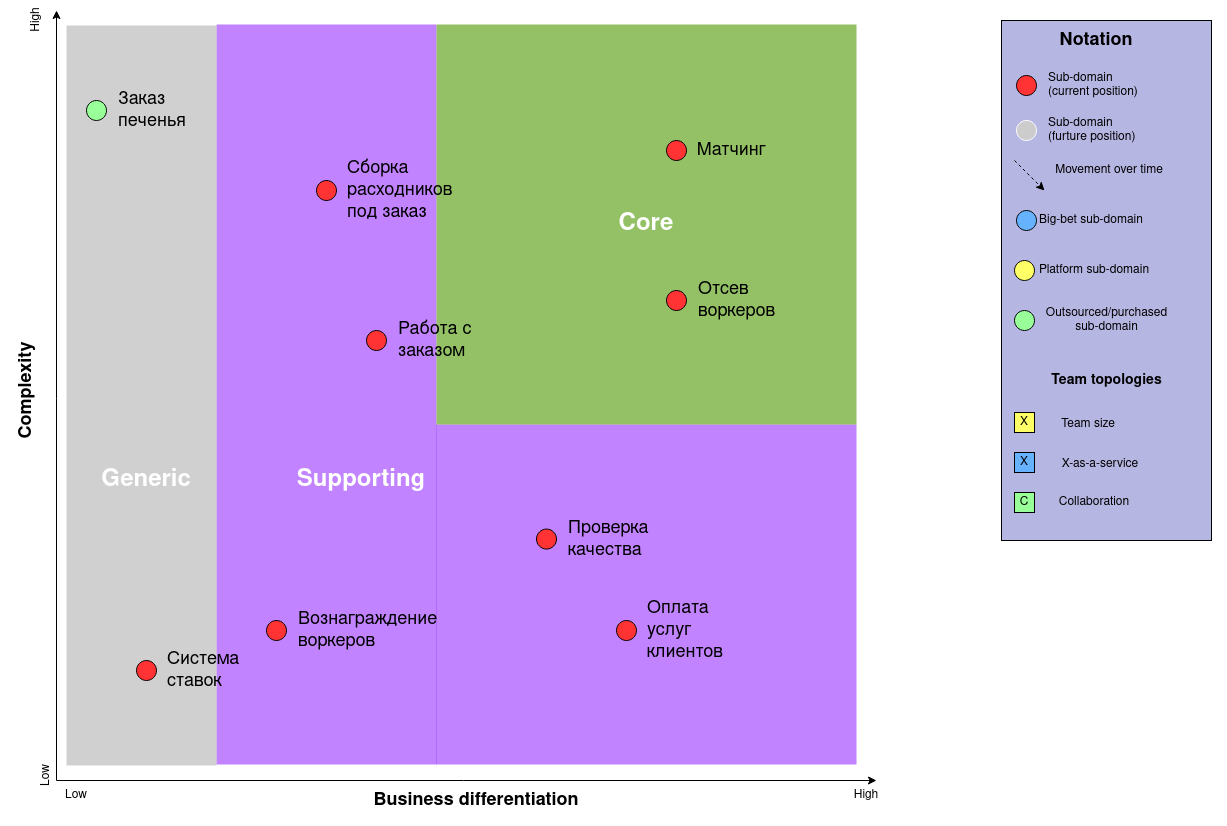 High
Complexity
Low
Low
Business differentiation
High
Generic
Supporting
Core
Заказ
печенья
Сборка
расходников
под заказ
Работа с
заказом
Матчинг
Отсев
воркеров
Проверка
качества
Оплата
услуг
клиентов
Вознаграждение
воркеров
Система
ставок
Notation
Sub-domain
(current position)
Sub-domain
(furture position)
Movement over time
Big-bet sub-domain
Platform sub-domain
Outsourced/purchased
sub-domain
Team topologies
X Team size
X X-as-a-service
C Collaboration